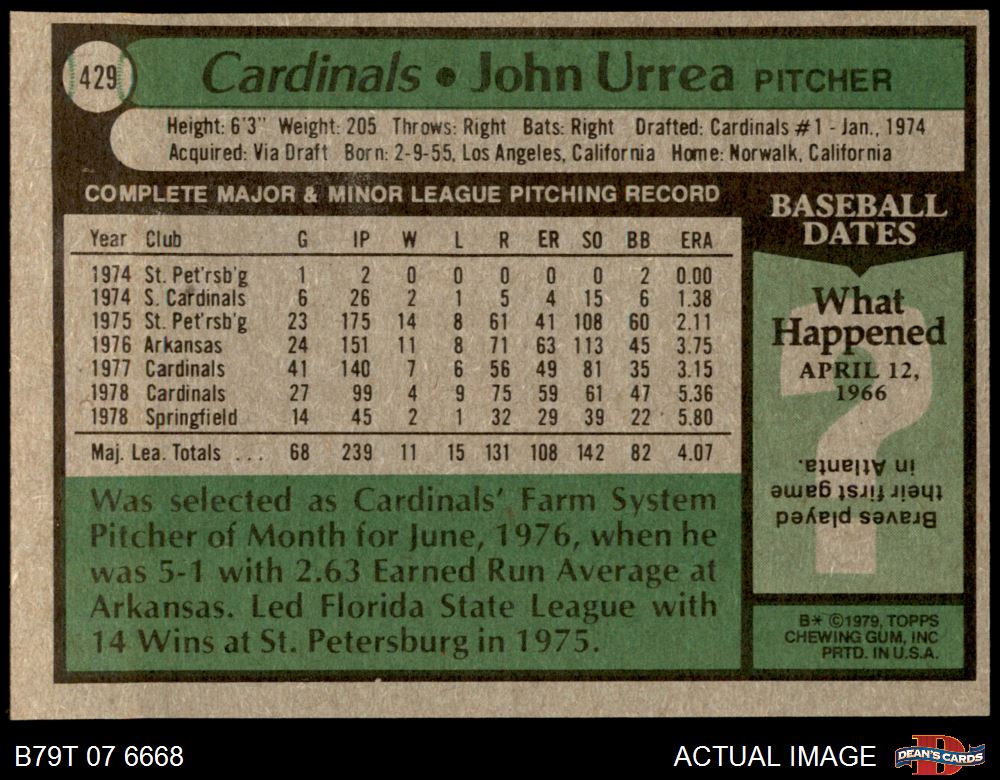 429
Cardinals • John Urrea PITCHER
Height: 6'3" Weight: 205 Throws: Right Bats: Right Drafted: Cardinals #1 - Jan., 1974
Acquired: Via Draft Born: 2-9-55, Los Angeles, California Home: Norwalk, California
COMPLETE MAJOR & MINOR LEAGUE PITCHING RECORD
Year Club G IP W L R ER SO BB ERA
1974 St. Pet'rsb'g 1 2 0 0 0 0 0 2 0.00
1974 S. Cardinals 6 26 2 1 5 4 15 6 1.38
1975 St. Pet'rsb'g 23 175 14 8 61 41 108 60 2.11
1976 Arkansas 24 151 11 8 71 63 113 45 3.75
1977 Cardinals 41 140 7 6 56 49 81 35 3.15
1978 Cardinals 27 99 4 9 75 59 61 47 5.36
1978 Springfield 14 45 2 1 32 29 39 22 5.80
Maj. Lea. Totals ... 68 239 11 15 131 108 142 82 4.07
Was selected as Cardinals' Farm System
Pitcher of Month for June, 1976, when he
was 5-1 with 2.63 Earned Run Average at
Arkansas. Led Florida State League with
14 Wins at St. Petersburg in 1975.
BASEBALL
DATES
What
Happened
APRIL 12,
1966
?
Braves played
their first game
in Atlanta.
B* ©1979, TOPPS
CHEWING GUM, INC
PRTD. IN U.S.A.
B79T 07 6668
ACTUAL IMAGE
D
DEAN'S CARDS